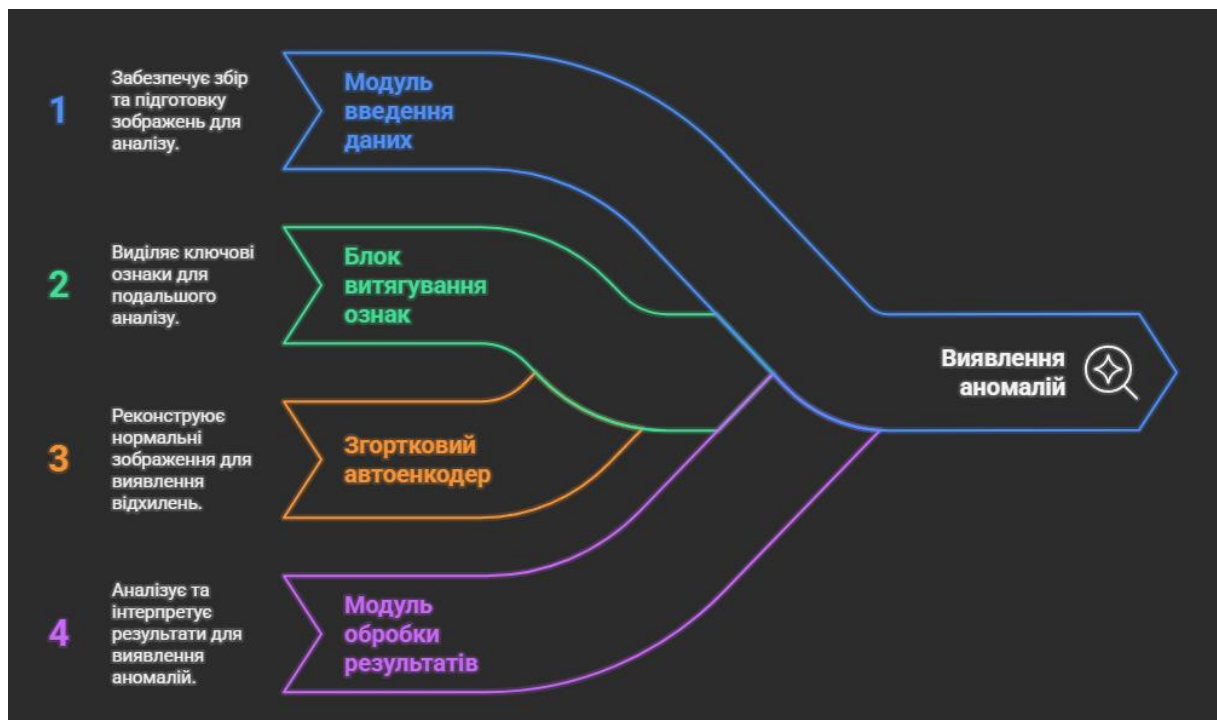 1
Забезпечує збір
та підготовку
зображень для
аналізу.
Модуль
введення
даних
2
Виділяє ключові
ознаки для
подальшого
аналізу.
Блок
витягування
ознак
Виявлення
аномалій
3
Реконструює
нормальні
зображення для
виявлення
відхилень.
Згортковий
автоенкодер
4
Аналізує та
інтерпретує
результати для
виявлення
аномалій.
Модуль
обробки
результатів